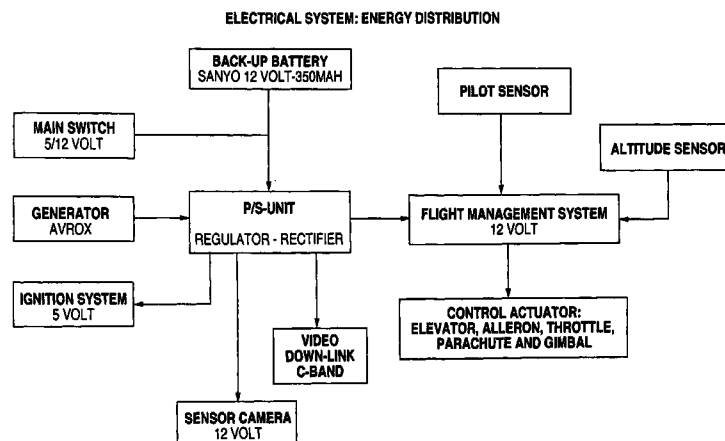 ELECTRICAL SYSTEM: ENERGY DISTRIBUTION
BACK-UP BATTERY
SANYO 12 VOLT-350MAH
PILOT SENSOR
MAIN SWITCH
5/12 VOLT
ALTITUDE SENSOR
GENERATOR
AVROX
P/S-UNIT
REGULATOR - RECTIFIER
FLIGHT MANAGEMENT SYSTEM
12 VOLT
IGNITION SYSTEM
5 VOLT
CONTROL ACTUATOR:
ELEVATOR, ALLERON, THROTTLE,
PARACHUTE AND GIMBAL
VIDEO
DOWN-LINK
C-BAND
SENSOR CAMERA
12 VOLT